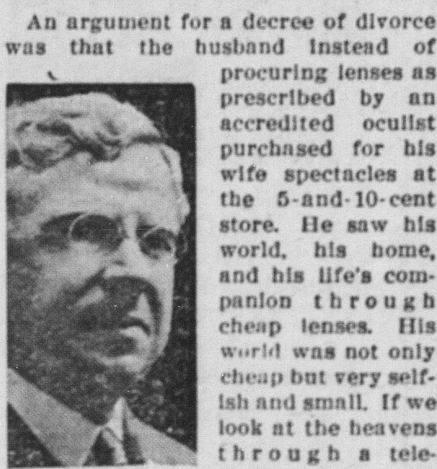 An argument for a decree of divorce
was that the husband instead of
procuring lenses as
prescribed by an
accredited oculist
purchased for his
wife spectacles at
the 5-and-10-cent
store. He saw his
world, his home,
and his life's com-
panion through
cheap lenses. His
world was not only
cheap but very self-
ish and small. If we
look at the heavens
through a tele-